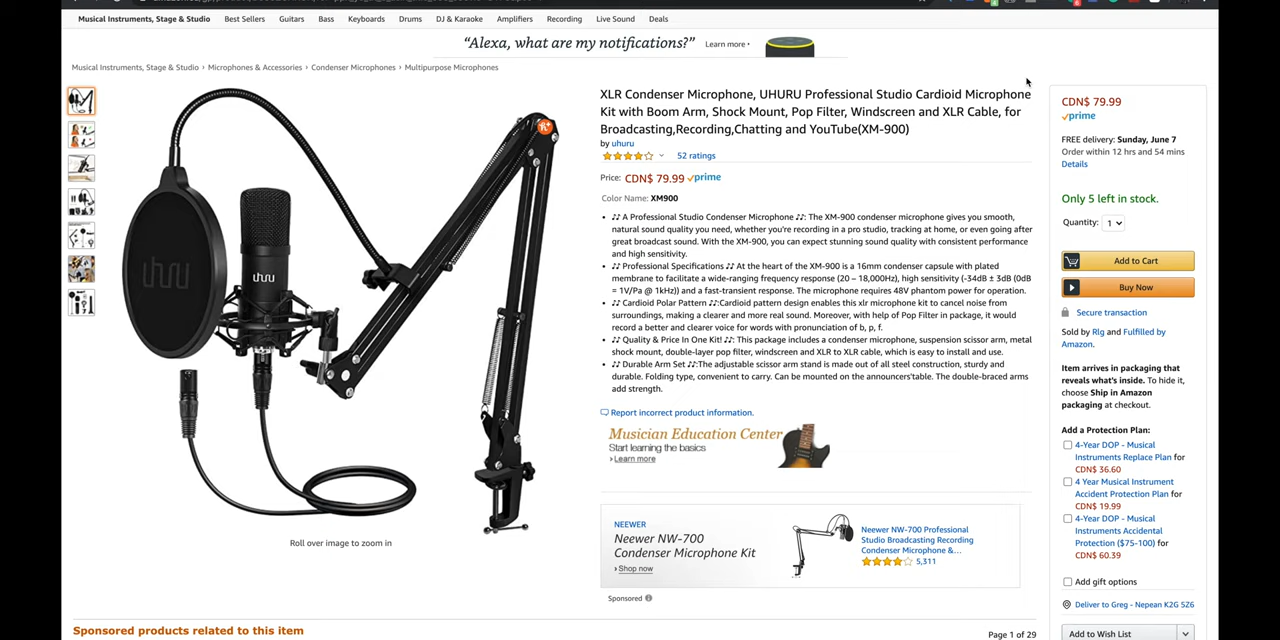 Musical Instruments, Stage & Studio Best Sellers Guitars Bass Keyboards Drums DJ & Karaoke Amplifiers Recording Live Sound Deals
“Alexa, what are my notifications?” Learn more ›
Musical Instruments, Stage & Studio › Microphones & Accessories › Condenser Microphones › Multipurpose Microphones
uhuru
uhuru
Roll over image to zoom in
XLR Condenser Microphone, UHURU Professional Studio Cardioid Microphone
Kit with Boom Arm, Shock Mount, Pop Filter, Windscreen and XLR Cable, for
Broadcasting,Recording,Chatting and YouTube(XM-900)
by uhuru
52 ratings
Price: CDN$ 79.99 prime
Color Name: XM900
• ♪♪ A Professional Studio Condenser Microphone ♪♪: The XM-900 condenser microphone gives you smooth,
natural sound quality you need, whether you're recording in a pro studio, tracking at home, or even going after
great broadcast sound. With the XM-900, you can expect stunning sound quality with consistent performance
and high sensitivity.
• ♪♪ Professional Specifications ♪♪ At the heart of the XM-900 is a 16mm condenser capsule with plated
membrane to facilitate a wide-ranging frequency response (20 – 18,000Hz), high sensitivity (-34dB ± 3dB (0dB
= 1V/Pa @ 1kHz)) and a fast-transient response. The microphone requires 48V phantom power for operation.
• ♪♪ Cardioid Polar Pattern ♪♪:Cardioid pattern design enables this xlr microphone kit to cancel noise from
surroundings, making a clearer and more real sound. Moreover, with help of Pop Filter in package, it would
record a better and clearer voice for words with pronunciation of b, p, f.
• ♪♪ Quality & Price In One Kit! ♪♪: This package includes a condenser microphone, suspension scissor arm, metal
shock mount, double-layer pop filter, windscreen and XLR to XLR cable, which is easy to install and use.
• ♪♪ Durable Arm Set ♪♪:The adjustable scissor arm stand is made out of all steel construction, sturdy and
durable. Folding type, convenient to carry. Can be mounted on the announcers'table. The double-braced arms
add strength.
Report incorrect product information.
Musician Education Center
Start learning the basics
› Learn more
NEEWER
Neewer NW-700
Condenser Microphone Kit
› Shop now
Neewer NW-700 Professional
Studio Broadcasting Recording
Condenser Microphone &…
5,311
Sponsored
CDN$ 79.99
prime
FREE delivery: Sunday, June 7
Order within 12 hrs and 54 mins
Details
Only 5 left in stock.
Quantity: 1
Add to Cart
Buy Now
Secure transaction
Sold by Rlg and Fulfilled by
Amazon.
Item arrives in packaging that
reveals what's inside. To hide it,
choose Ship in Amazon
packaging at checkout.
Add a Protection Plan:
4-Year DOP - Musical
Instruments Replace Plan for
CDN$ 36.60
4 Year Musical Instrument
Accident Protection Plan for
CDN$ 19.99
4-Year DOP - Musical
Instruments Accidental
Protection ($75-100) for
CDN$ 60.39
Add gift options
Deliver to Greg - Nepean K2G 5Z6
Add to Wish List
Sponsored products related to this item
Page 1 of 29